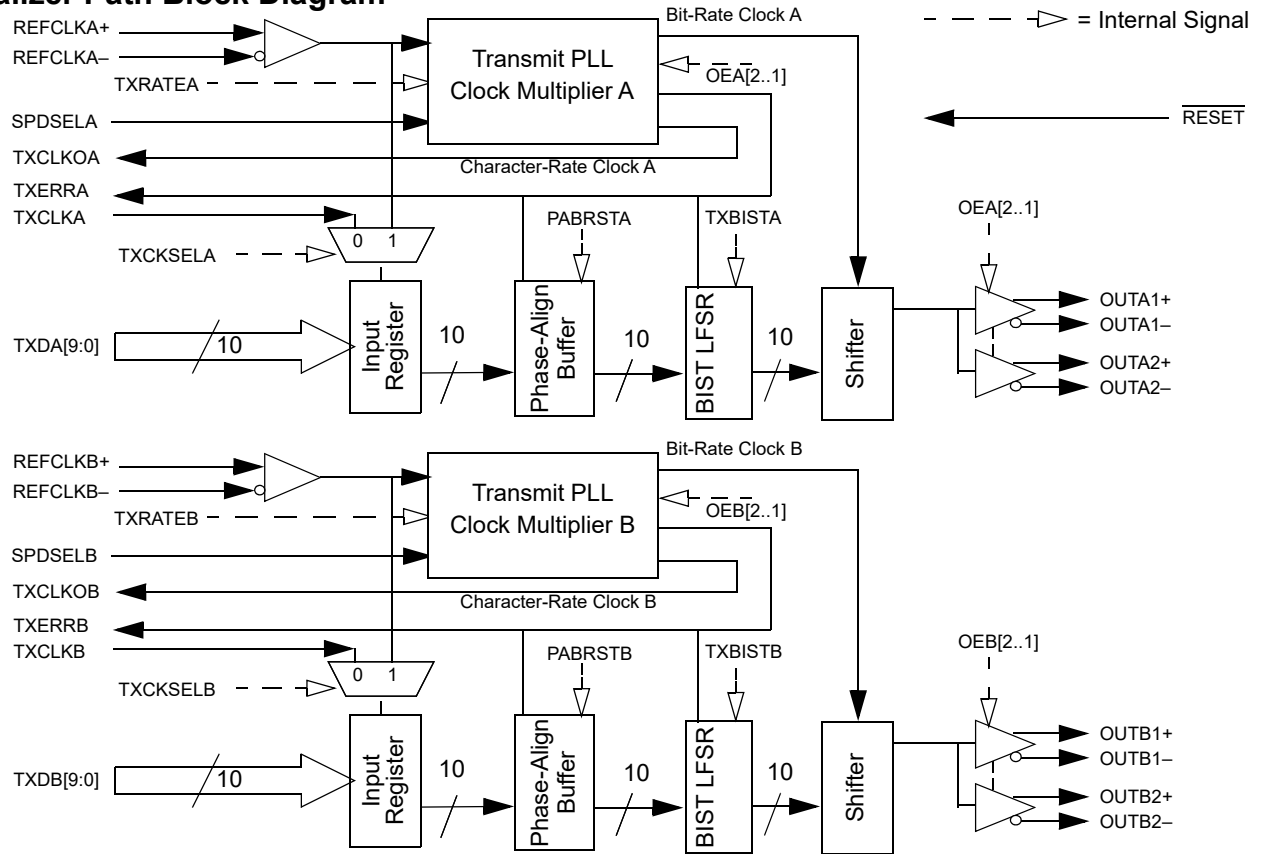 alizer Path Block Diagram
Bit-Rate Clock A
= Internal Signal
REFCLKA+
REFCLKA–
TXRATEA
SPDSELA
TXCLKOA
TXERRA
TXCLKA
TXCKSELA
TXDA[9:0]
Transmit PLL
Clock Multiplier A
OEA[2..1]
RESET
Character-Rate Clock A
PABRSTA
TXBISTA
OEA[2..1]
0 1
10
Input
Register
10
Phase-Align
Buffer
10
BIST LFSR
10
Shifter
OUTA1+
OUTA1–
OUTA2+
OUTA2–
Bit-Rate Clock B
REFCLKB+
REFCLKB–
TXRATEB
SPDSELB
TXCLKOB
TXERRB
TXCLKB
TXCKSELB
TXDB[9:0]
Transmit PLL
Clock Multiplier B
OEB[2..1]
Character-Rate Clock B
PABRSTB
TXBISTB
OEB[2..1]
0 1
10
Input
Register
10
Phase-Align
Buffer
10
BIST LFSR
10
Shifter
OUTB1+
OUTB1–
OUTB2+
OUTB2–